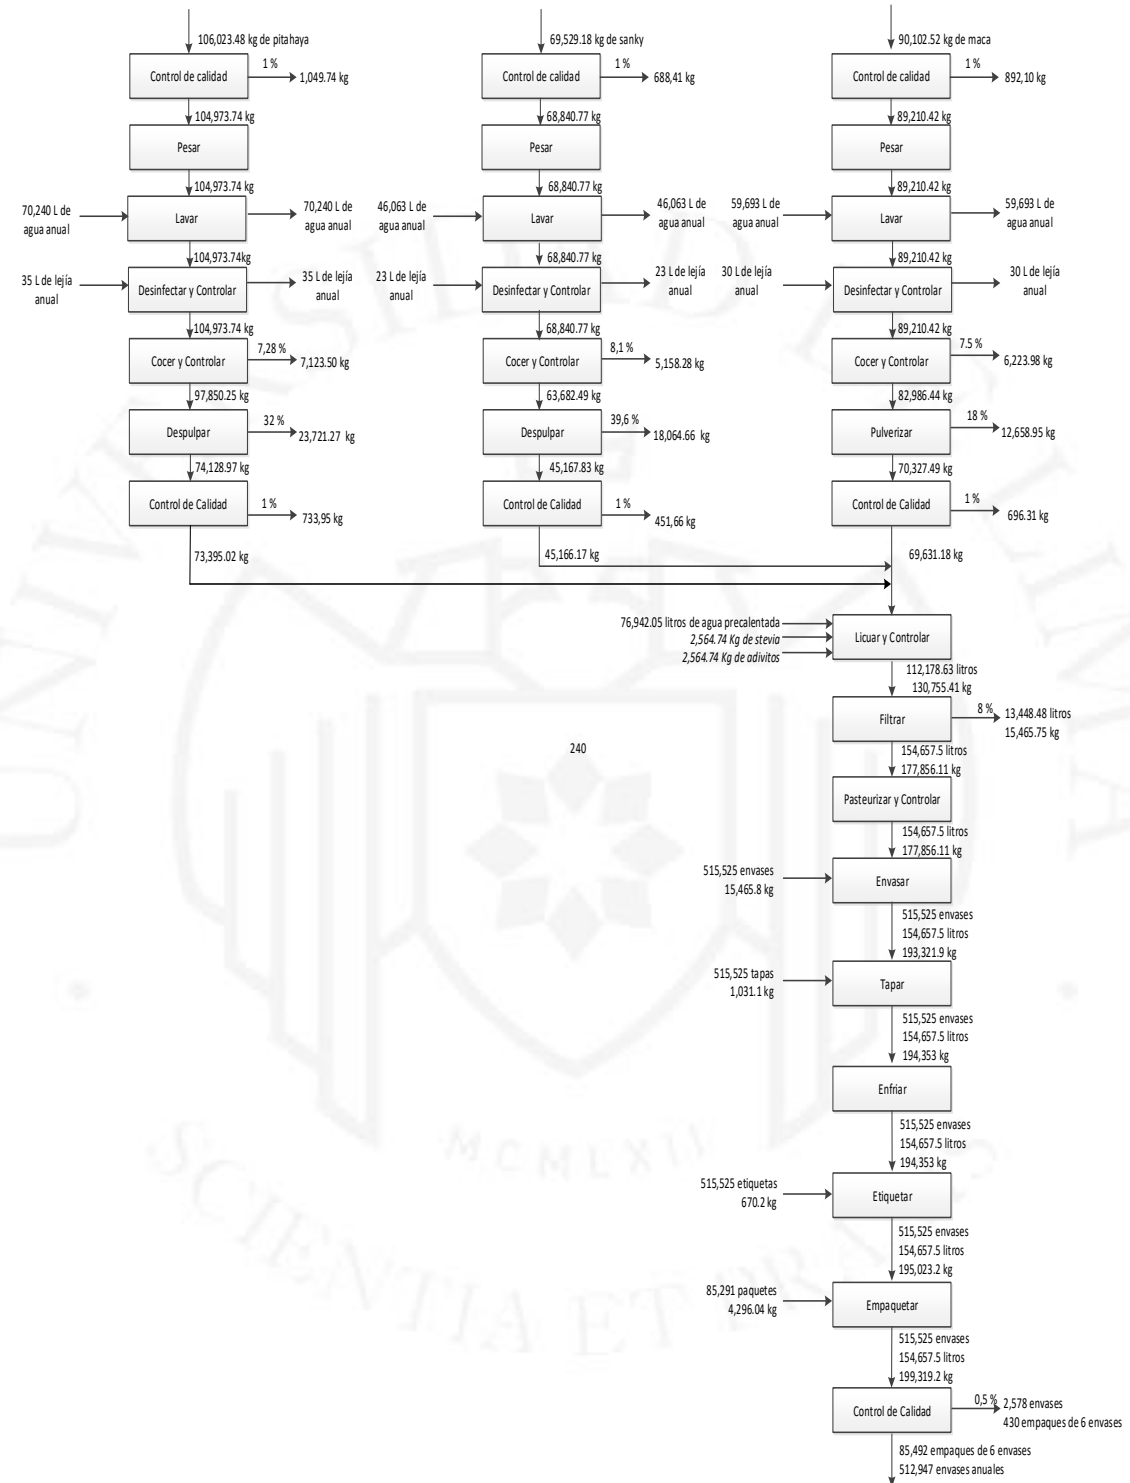 106,023.48 kg de pitahaya
69,529.18 kg de sanky
90,102.52 kg de maca
Control de calidad
1 %
1,049.74 kg
Control de calidad
1 %
688,41 kg
Control de calidad
1 %
892,10 kg
104,973.74 kg
68,840.77 kg
89,210.42 kg
Pesar
Pesar
Pesar
104,973.74 kg
68,840.77 kg
89,210.42 kg
70,240 L de
agua anual
Lavar
70,240 L de
agua anual
46,063 L de
agua anual
Lavar
46,063 L de
agua anual
59,693 L de
agua anual
Lavar
59,693 L de
agua anual
104,973.74kg
68,840.77 kg
89,210.42 kg
35 L de lejía
anual
Desinfectar y Controlar
35 L de lejía
anual
23 L de lejía
anual
Desinfectar y Controlar
23 L de lejía
anual
30 L de lejía
anual
Desinfectar y Controlar
30 L de lejía
anual
104,973.74 kg
68,840.77 kg
89,210.42 kg
Cocer y Controlar
7,28 %
7,123.50 kg
Cocer y Controlar
8,1 %
5,158.28 kg
Cocer y Controlar
7.5 %
6,223.98 kg
97,850.25 kg
63,682.49 kg
82,986.44 kg
Despulpar
32 %
23,721.27 kg
Despulpar
39,6 %
18,064.66 kg
Pulverizar
18 %
12,658.95 kg
74,128.97 kg
45,167.83 kg
70,327.49 kg
Control de Calidad
1 %
733,95 kg
Control de Calidad
1 %
451,66 kg
Control de Calidad
1 %
696.31 kg
73,395.02 kg
45,166.17 kg
69,631.18 kg
76,942.05 litros de agua precalentada
2,564.74 Kg de stevia
2,564.74 Kg de adivitos
Licuar y Controlar
112,178.63 litros
130,755.41 kg
Filtrar
8 %
13,448.48 litros
15,465.75 kg
240
154,657.5 litros
177,856.11 kg
Pasteurizar y Controlar
154,657.5 litros
177,856.11 kg
515,525 envases
15,465.8 kg
Envasar
515,525 envases
154,657.5 litros
193,321.9 kg
515,525 tapas
1,031.1 kg
Tapar
515,525 envases
154,657.5 litros
194,353 kg
Enfriar
515,525 envases
154,657.5 litros
194,353 kg
515,525 etiquetas
670.2 kg
Etiquetar
515,525 envases
154,657.5 litros
195,023.2 kg
85,291 paquetes
4,296.04 kg
Empaquetar
515,525 envases
154,657.5 litros
199,319.2 kg
Control de Calidad
0,5 %
2,578 envases
430 empaques de 6 envases
85,492 empaques de 6 envases
512,947 envases anuales
UNIVERSITAS LIMA
MCMLXII
SCIENTIA ET PRAXIS